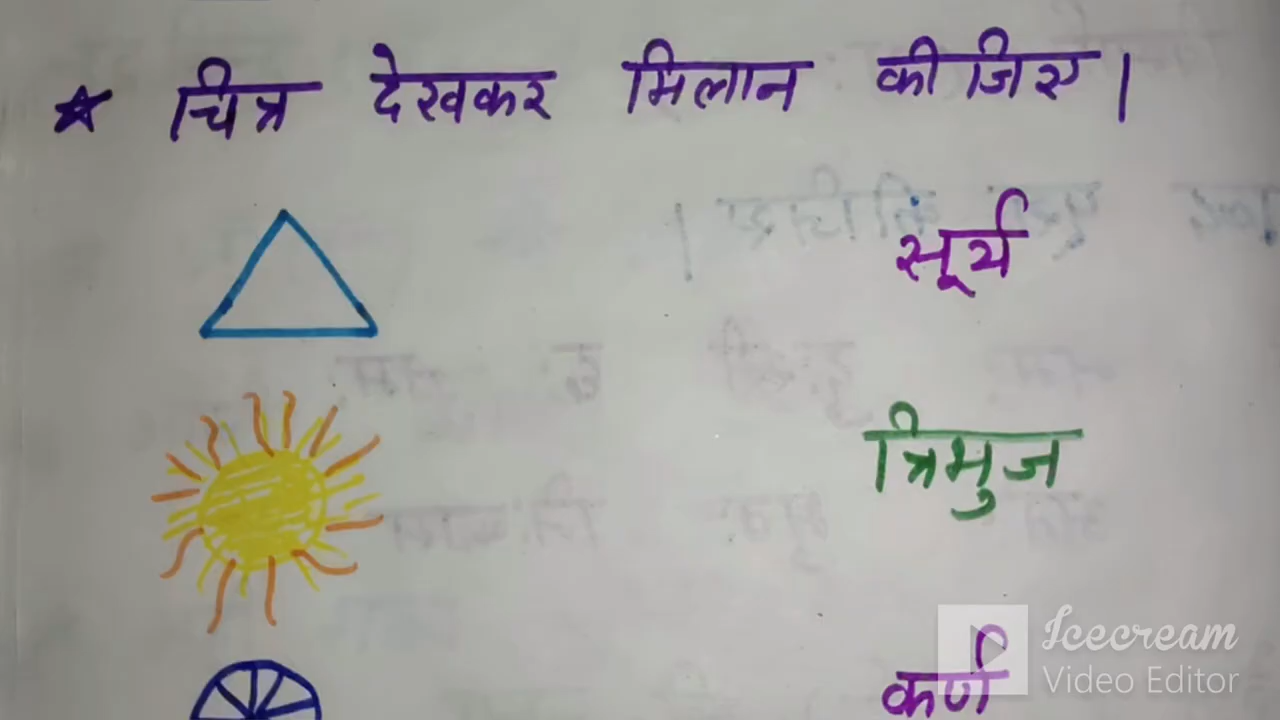 ★ चित्र देखकर मिलान कीजिए।
सूर्य
त्रिभुज
कर्ण
Icecream
Video Editor